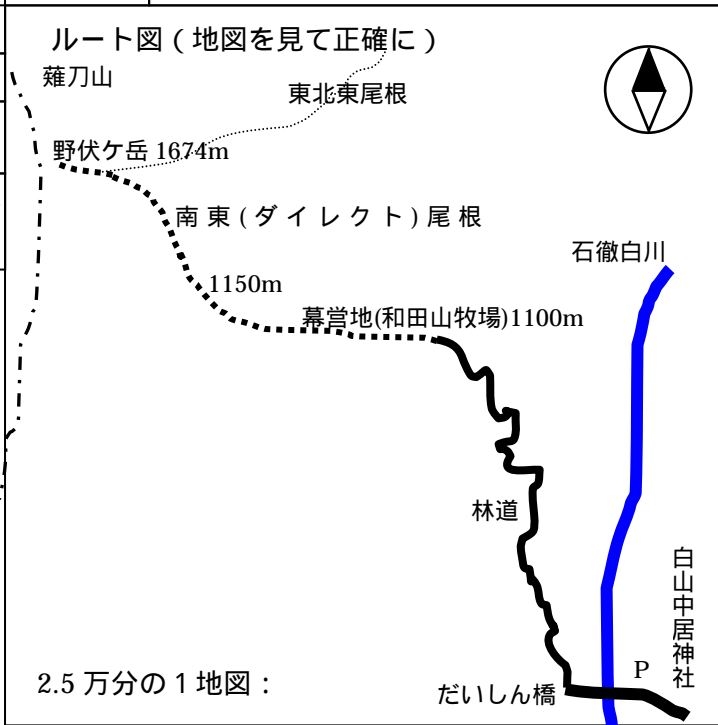 ルート図（地図を見て正確に）
薙刀山
東北東尾根
野伏ケ岳 1674m
南東(ダイレクト)尾根
石徹白川
1150m
幕営地(和田山牧場)1100m
林道
白山中居神社
P
2.5 万分の 1 地図：
だいしん橋